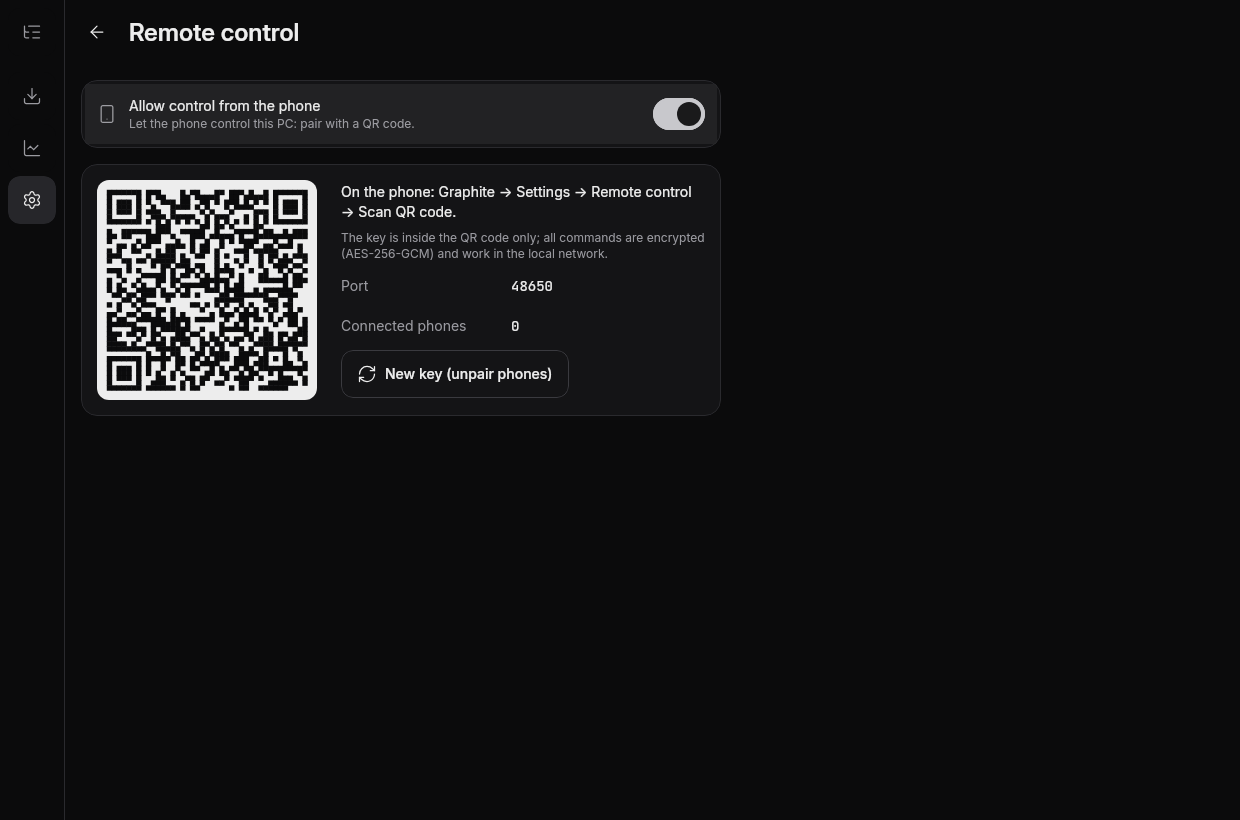 Remote control
Allow control from the phone
Let the phone control this PC: pair with a QR code.
On the phone: Graphite → Settings → Remote control
→ Scan QR code.
The key is inside the QR code only; all commands are encrypted
(AES-256-GCM) and work in the local network.
Port 48650
Connected phones 0
New key (unpair phones)